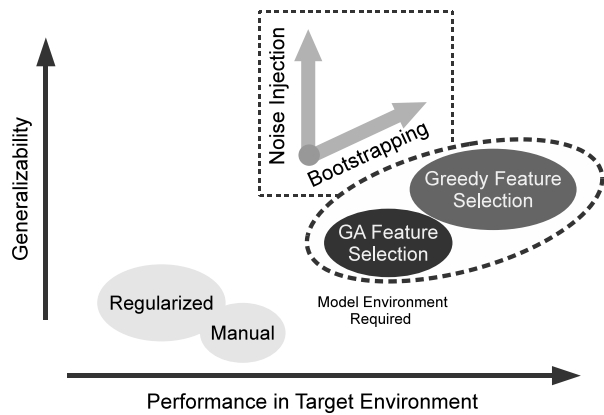 Generalizability
Noise Injection
Bootstrapping
Greedy Feature
Selection
GA Feature
Selection
Regularized
Manual
Model Environment
Required
Performance in Target Environment